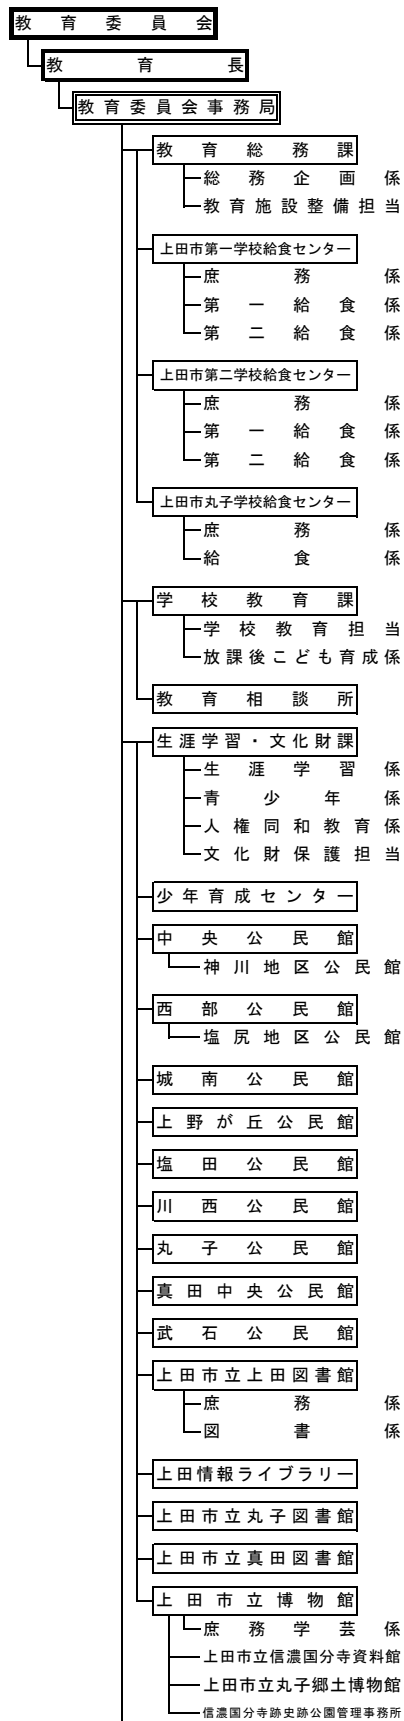 教育委員会
教育長
教育委員会事務局
教育総務課
総務企画係
教育施設整備担当
上田市第一学校給食センター
庶務係
第一給食係
第二給食係
上田市第二学校給食センター
庶務係
第一給食係
第二給食係
上田市丸子学校給食センター
庶務係
給食係
学校教育課
学校教育担当
放課後こども育成係
教育相談所
生涯学習・文化財課
生涯学習係
青少年係
人権同和教育係
文化財保護担当
少年育成センター
中央公民館
神川地区公民館
西部公民館
塩尻地区公民館
城南公民館
上野が丘公民館
塩田公民館
川西公民館
丸子公民館
真田中央公民館
武石公民館
上田市立上田図書館
庶務係
図書係
上田情報ライブラリー
上田市立丸子図書館
上田市立真田図書館
上田市立博物館
庶務学芸係
上田市立信濃国分寺資料館
上田市立丸子郷土博物館
信濃国分寺跡史跡公園管理事務所